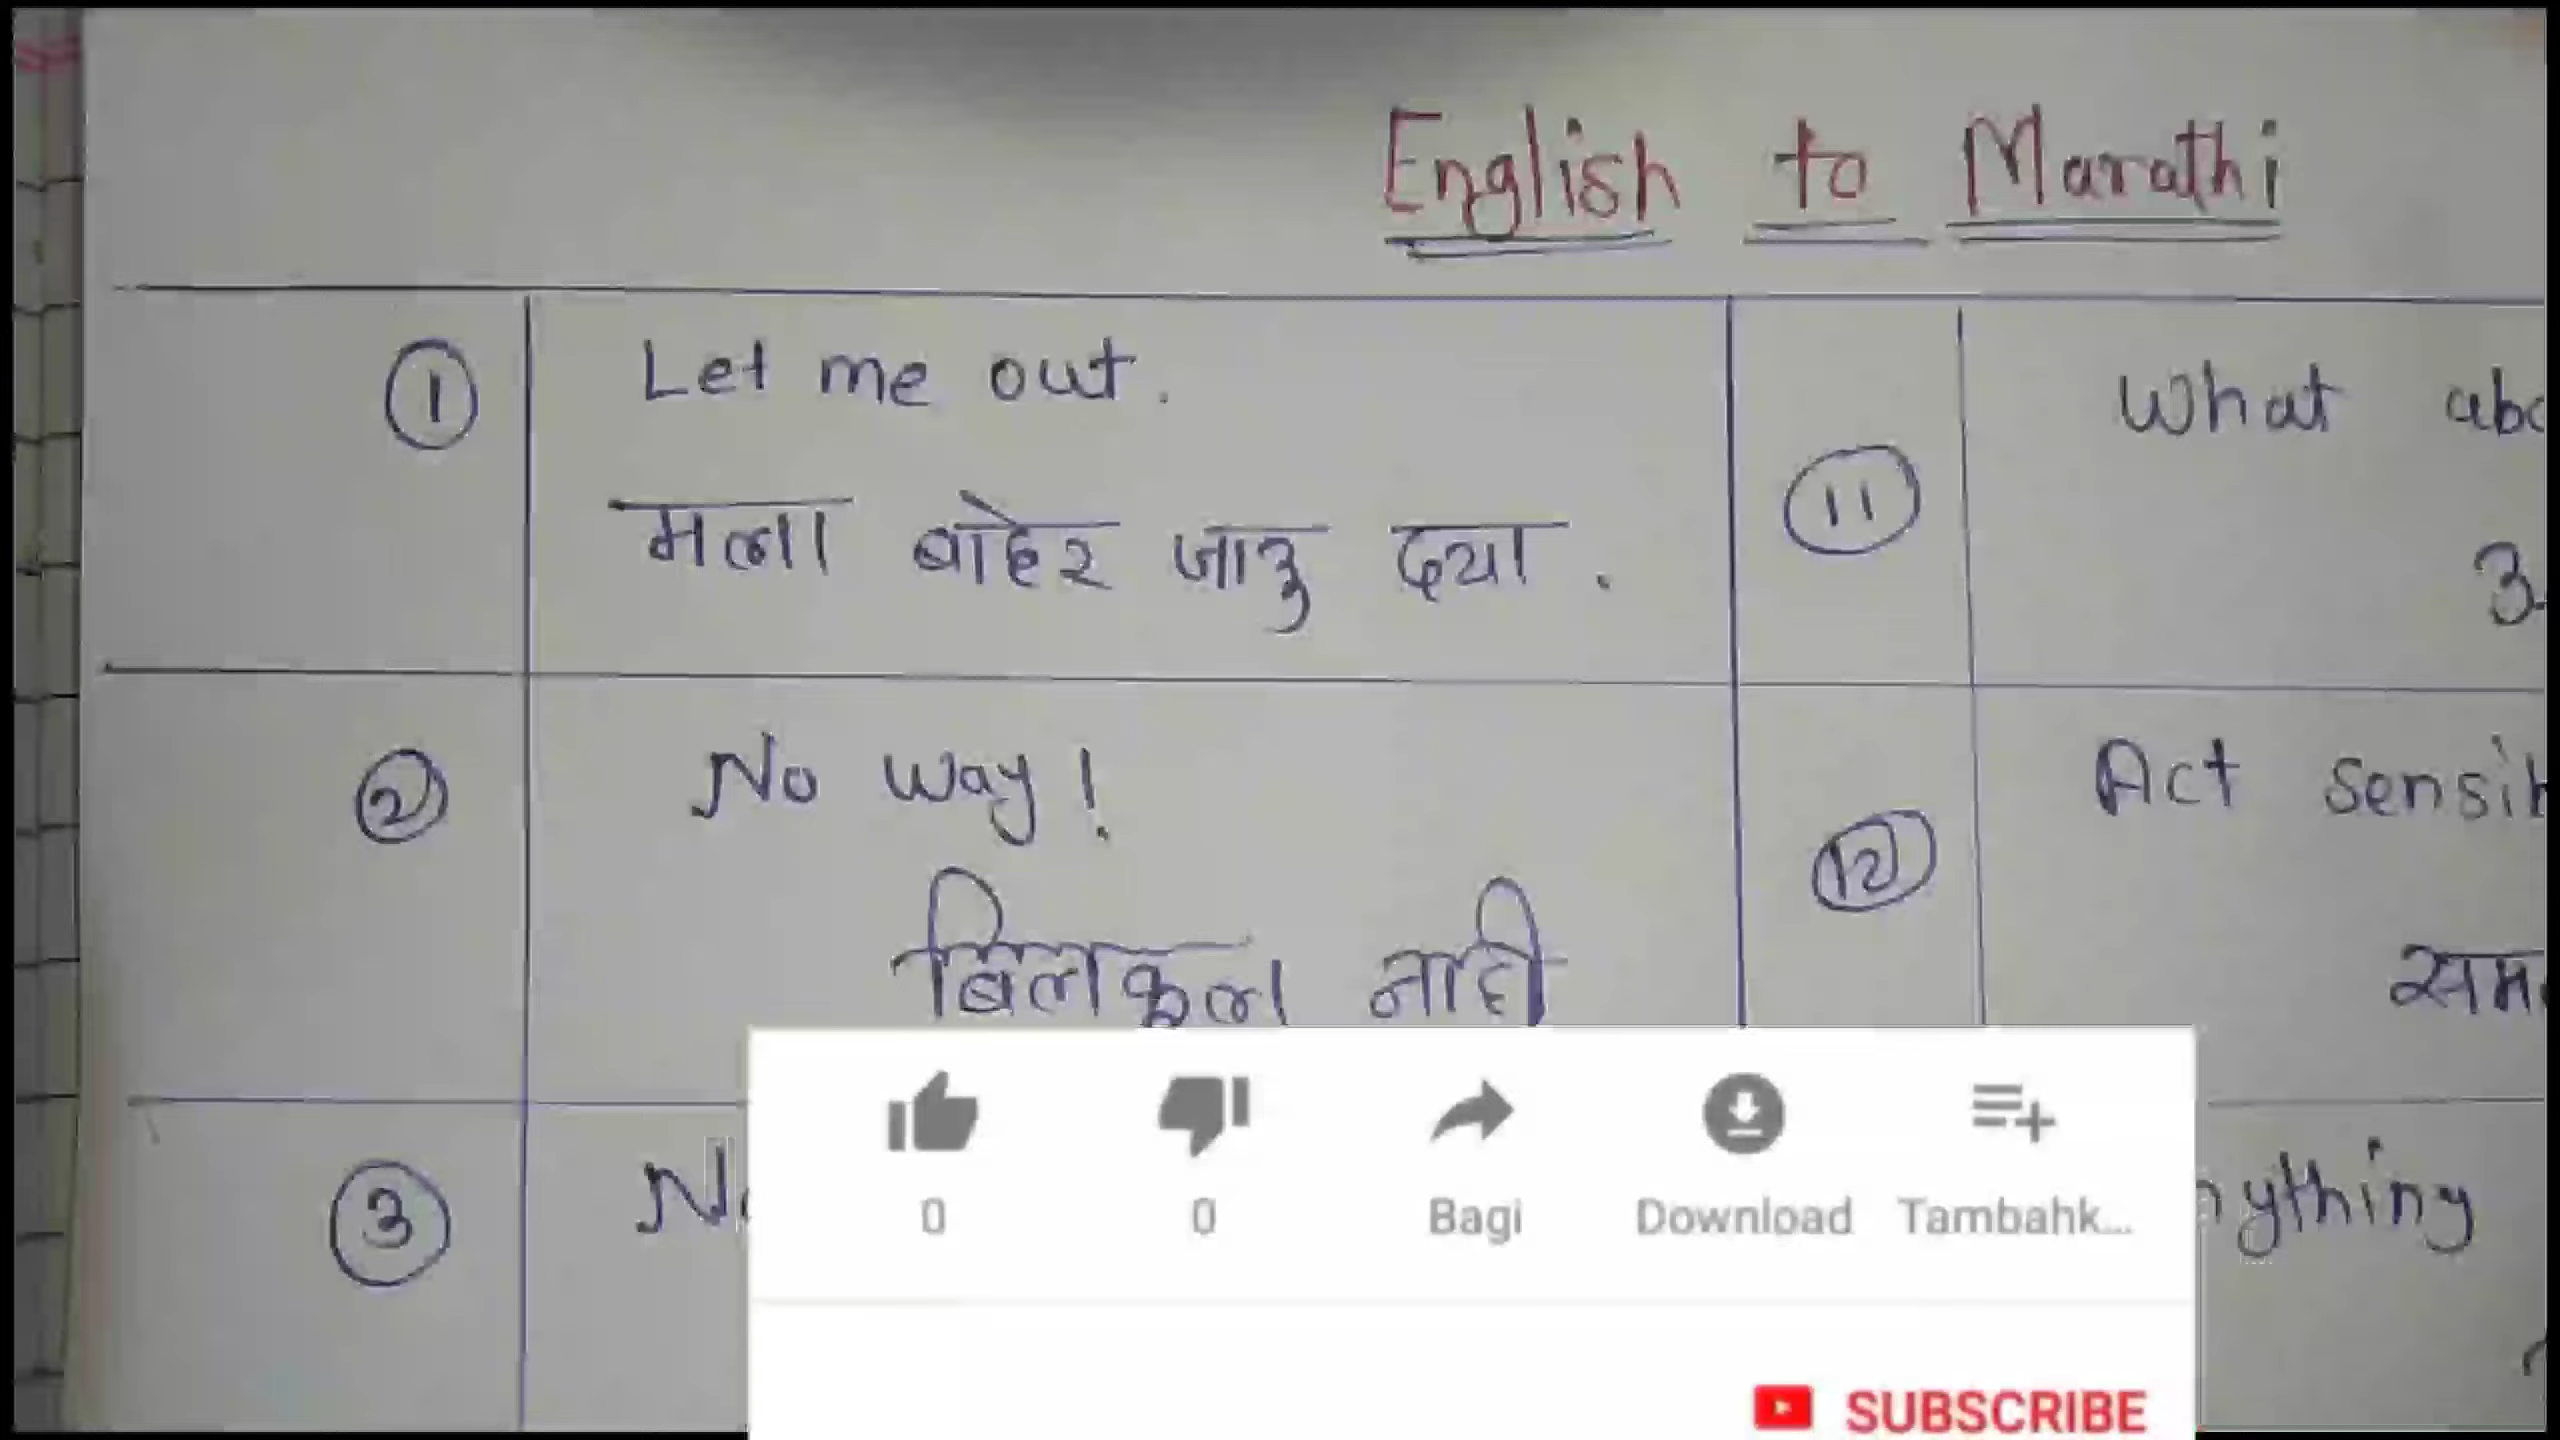 English to Marathi
1
Let me out.
मला बाहेर जाऊ दया.
11
What
2
No way!
बिलकूल नाही
12
Act
3
0
0
Bagi
Download
Tambahk...
SUBSCRIBE